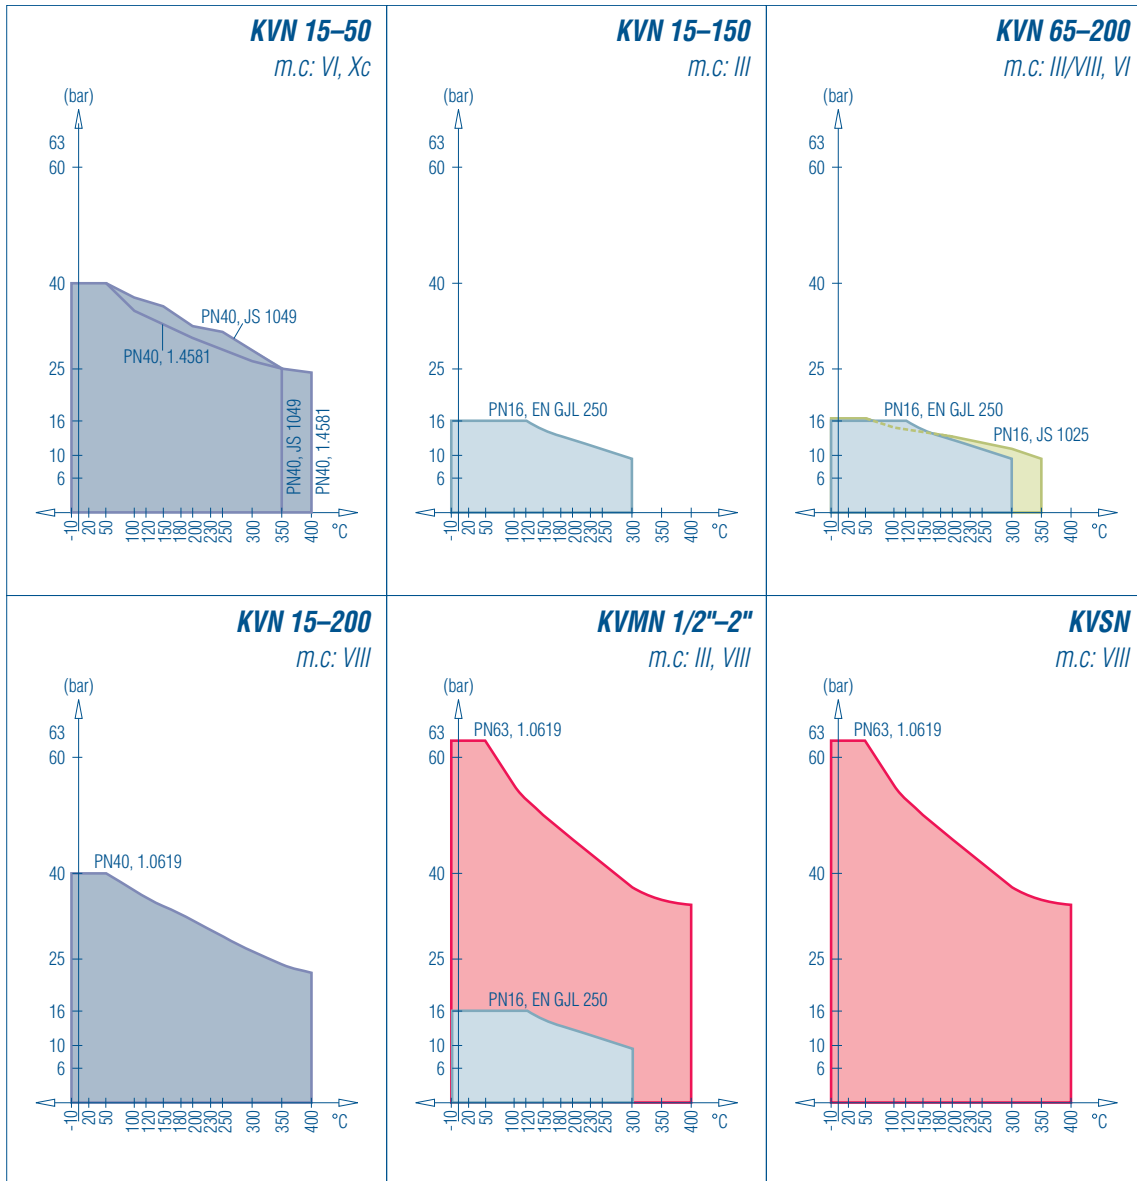 KVN 15–50
m.c: VI, Xc
(bar)
63
60
40
25
16
10
6
PN40, JS 1049
PN40, 1.4581
PN40, JS 1049
PN40, 1.4581
-10 20 50 100 120 150 180 200 230 250 300 350 400 °C
KVN 15–150
m.c: III
(bar)
63
60
40
25
16
10
6
PN16, EN GJL 250
-10 20 50 100 120 150 180 200 230 250 300 350 400 °C
KVN 65–200
m.c: III/VIII, VI
(bar)
63
60
40
25
16
10
6
PN16, EN GJL 250
PN16, JS 1025
-10 20 50 100 120 150 180 200 230 250 300 350 400 °C
KVN 15–200
m.c: VIII
(bar)
63
60
40
25
16
10
6
PN40, 1.0619
-10 20 50 100 120 150 180 200 230 250 300 350 400 °C
KVMN 1/2"–2"
m.c: III, VIII
(bar)
63
60
40
25
16
10
6
PN63, 1.0619
PN16, EN GJL 250
-10 20 50 100 120 150 180 200 230 250 300 350 400 °C
KVSN
m.c: VIII
(bar)
63
60
40
25
16
10
6
PN63, 1.0619
-10 20 50 100 120 150 180 200 230 250 300 350 400 °C